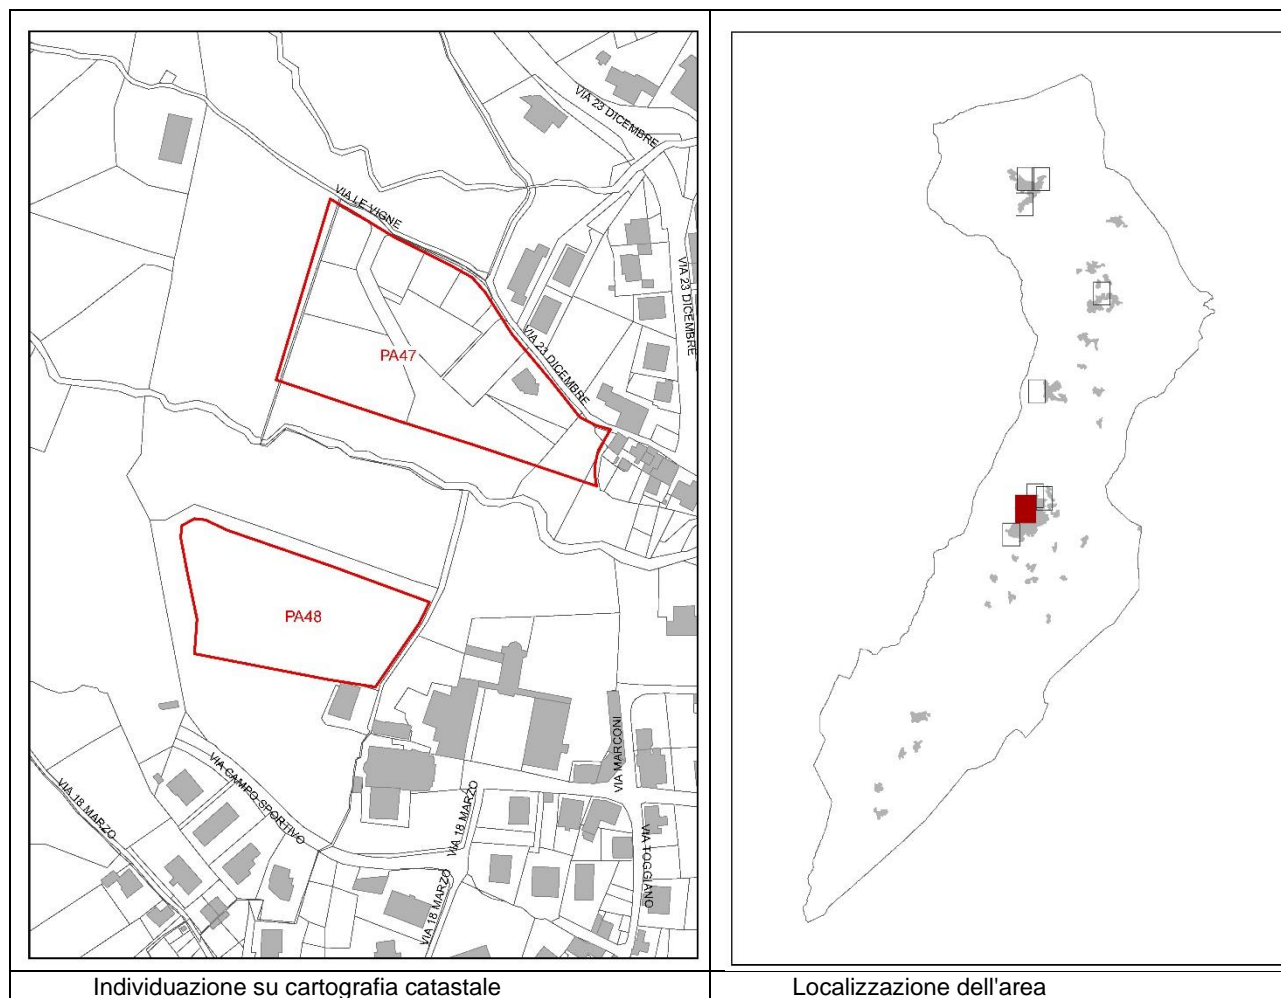 VIA 23 DICEMBRE
VIA LE VIGNE
VIA 23 DICEMBRE
PA47
VIA 23 DICEMBRE
PA48
VIA MARCONI
VIA CAMPO SPORTIVO
VIA 18 MARZO
VIA 18 MARZO
VIA TOGGIANO
VIA 18 MARZO
Individuazione su cartografia catastale
Localizzazione dell'area